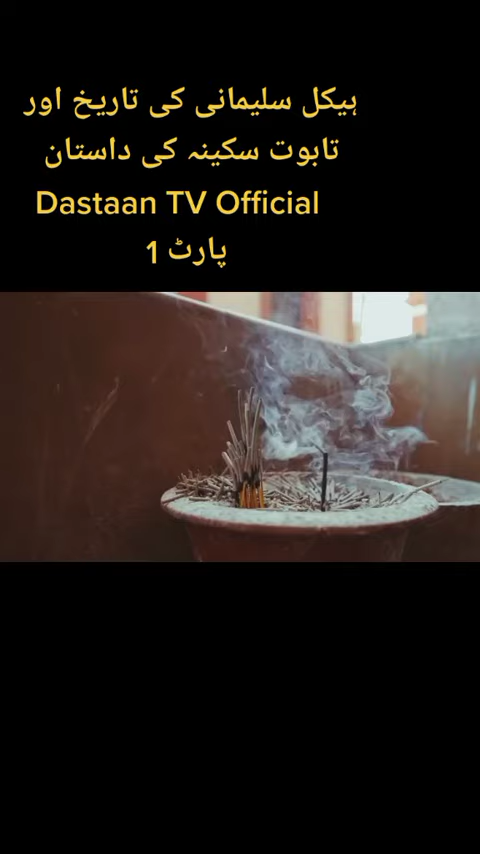 ہیکل سلیمانی کی تاریخ اور
تابوت سکینہ کی داستان
Dastaan TV Official
پارٹ 1